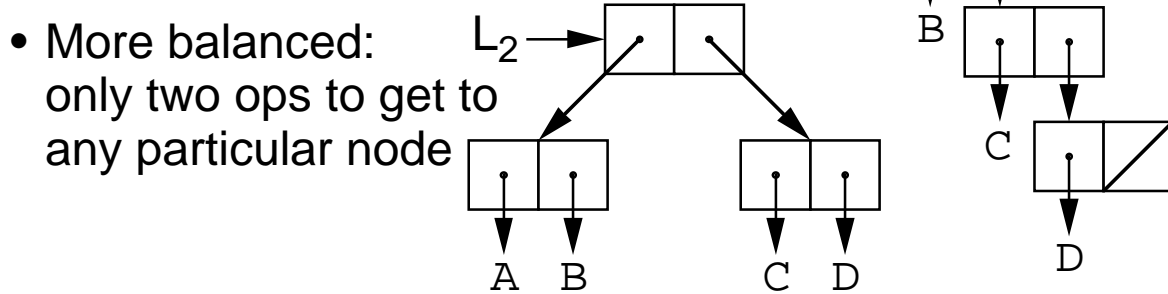 • More balanced:
only two ops to get to
any particular node
L2
A B C D
B
C
D